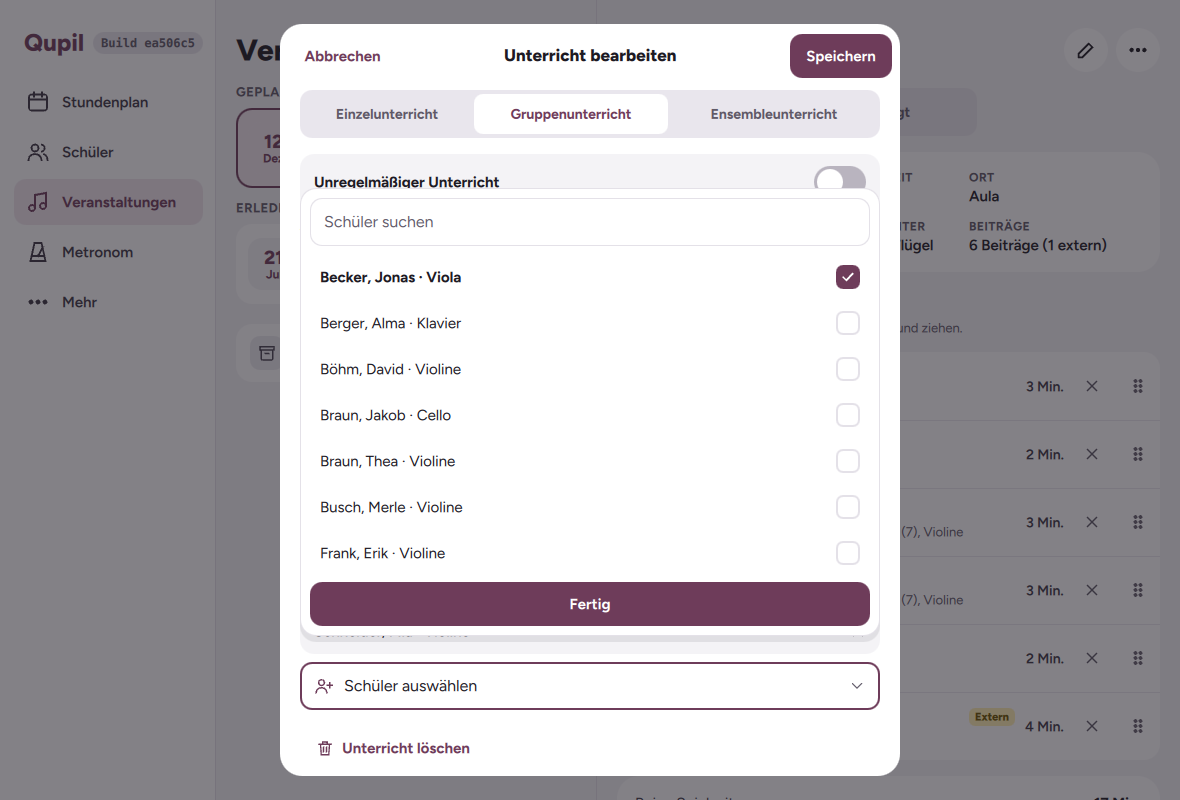 Qupil Build ea506c5
Stundenplan
Schüler
Veranstaltungen
Metronom
Mehr
Abbrechen
Unterricht bearbeiten
Speichern
Einzelunterricht
Gruppenunterricht
Ensembleunterricht
Unregelmäßiger Unterricht
Schüler suchen
Becker, Jonas · Viola
Berger, Alma · Klavier
Böhm, David · Violine
Braun, Jakob · Cello
Braun, Thea · Violine
Busch, Merle · Violine
Frank, Erik · Violine
Fertig
Schüler auswählen
Unterricht löschen
ORT
Aula
BEITRÄGE
6 Beiträge (1 extern)
und ziehen.
3 Min.
2 Min.
3 Min.
(7), Violine
3 Min.
(7), Violine
2 Min.
Extern
4 Min.